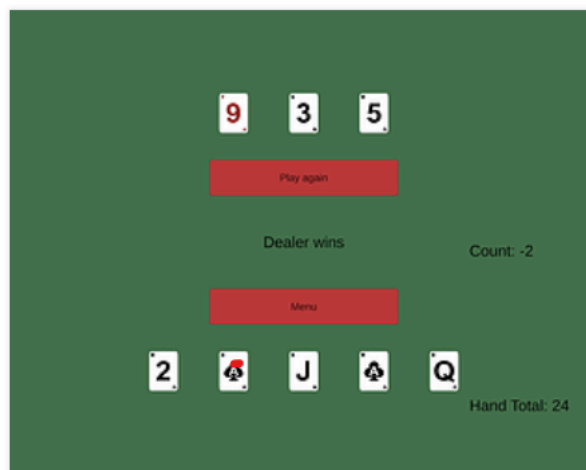 9 3 5
Play again
Dealer wins
Count: -2
Menu
2 A J A Q
Hand Total: 24